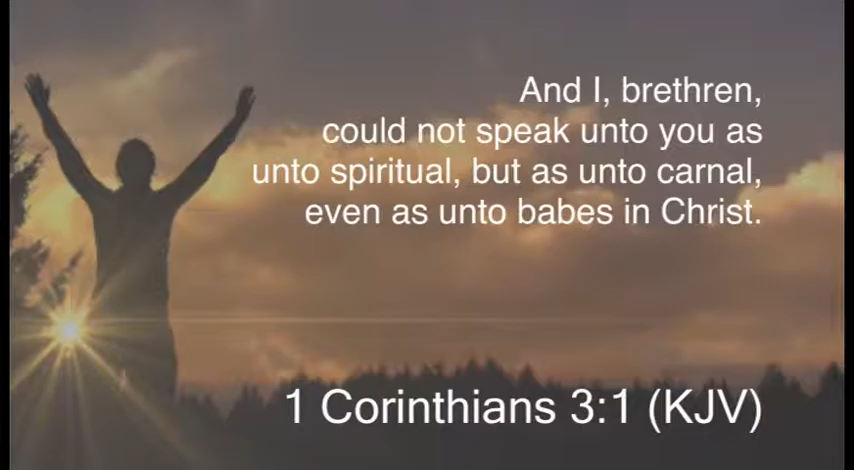 And I, brethren,
could not speak unto you as
unto spiritual, but as unto carnal,
even as unto babes in Christ.
1 Corinthians 3:1 (KJV)